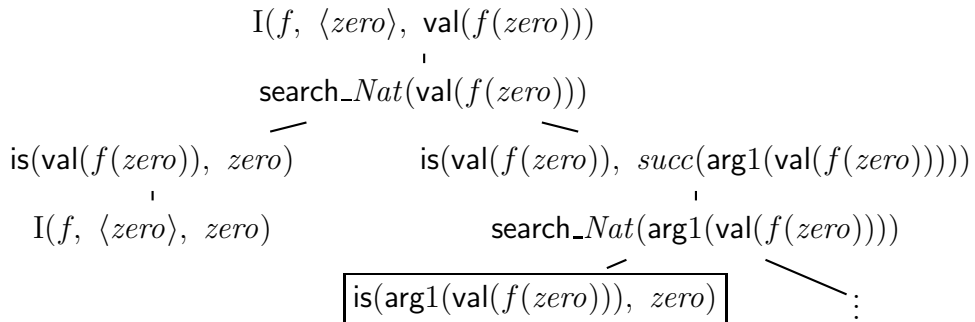 I(f, ⟨zero⟩, val(f(zero)))
search_Nat(val(f(zero)))
is(val(f(zero)), zero) is(val(f(zero)), succ(arg1(val(f(zero)))))
I(f, ⟨zero⟩, zero) search_Nat(arg1(val(f(zero))))
is(arg1(val(f(zero))), zero) ⋮